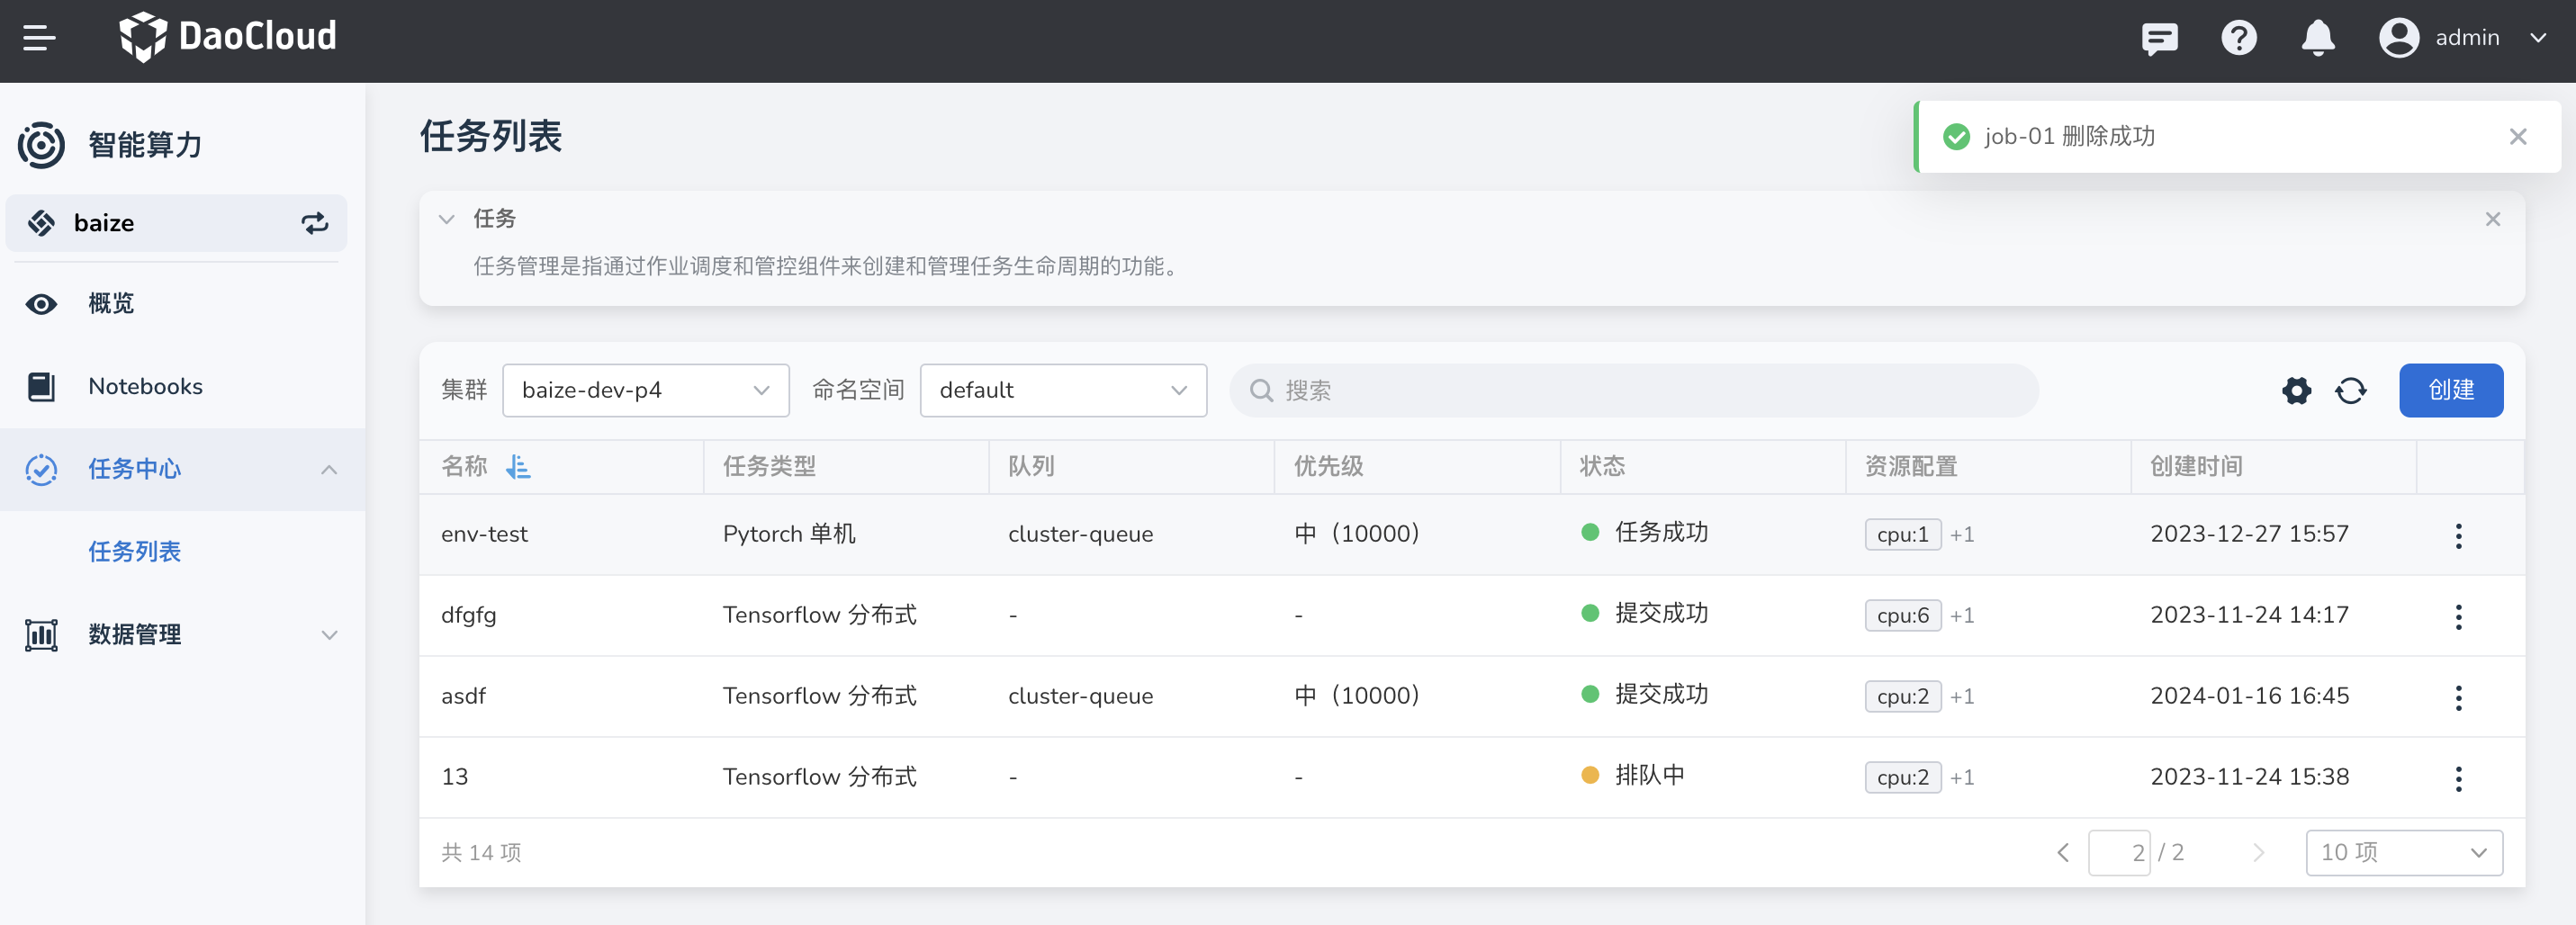 DaoCloud
admin
智能算力
baize
概览
Notebooks
任务中心
任务列表
数据管理
任务列表
job-01 删除成功
任务
任务管理是指通过作业调度和管控组件来创建和管理任务生命周期的功能。
集群 baize-dev-p4 命名空间 default 搜索 创建
名称 任务类型 队列 优先级 状态 资源配置 创建时间
env-test Pytorch 单机 cluster-queue 中（10000） 任务成功 cpu:1 +1 2023-12-27 15:57
dfgfg Tensorflow 分布式 - - 提交成功 cpu:6 +1 2023-11-24 14:17
asdf Tensorflow 分布式 cluster-queue 中（10000） 提交成功 cpu:2 +1 2024-01-16 16:45
13 Tensorflow 分布式 - - 排队中 cpu:2 +1 2023-11-24 15:38
共 14 项 2 / 2 10 项